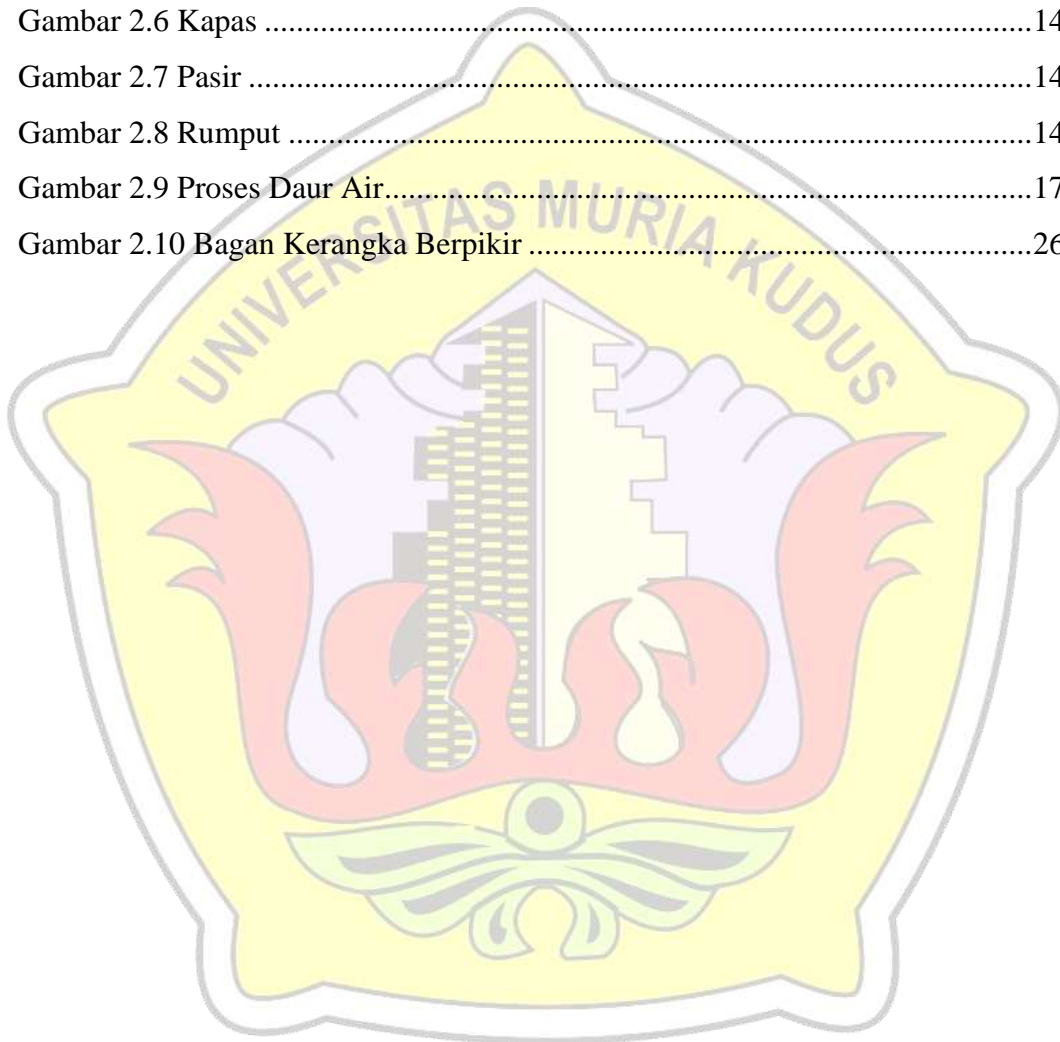 Gambar 2.6 Kapas ..........................................................................................14
Gambar 2.7 Pasir ............................................................................................14
Gambar 2.8 Rumput .......................................................................................14
Gambar 2.9 Proses Daur Air...........................................................................17
Gambar 2.10 Bagan Kerangka Berpikir ..........................................................26
UNIVERSITAS MURIA KUDUS